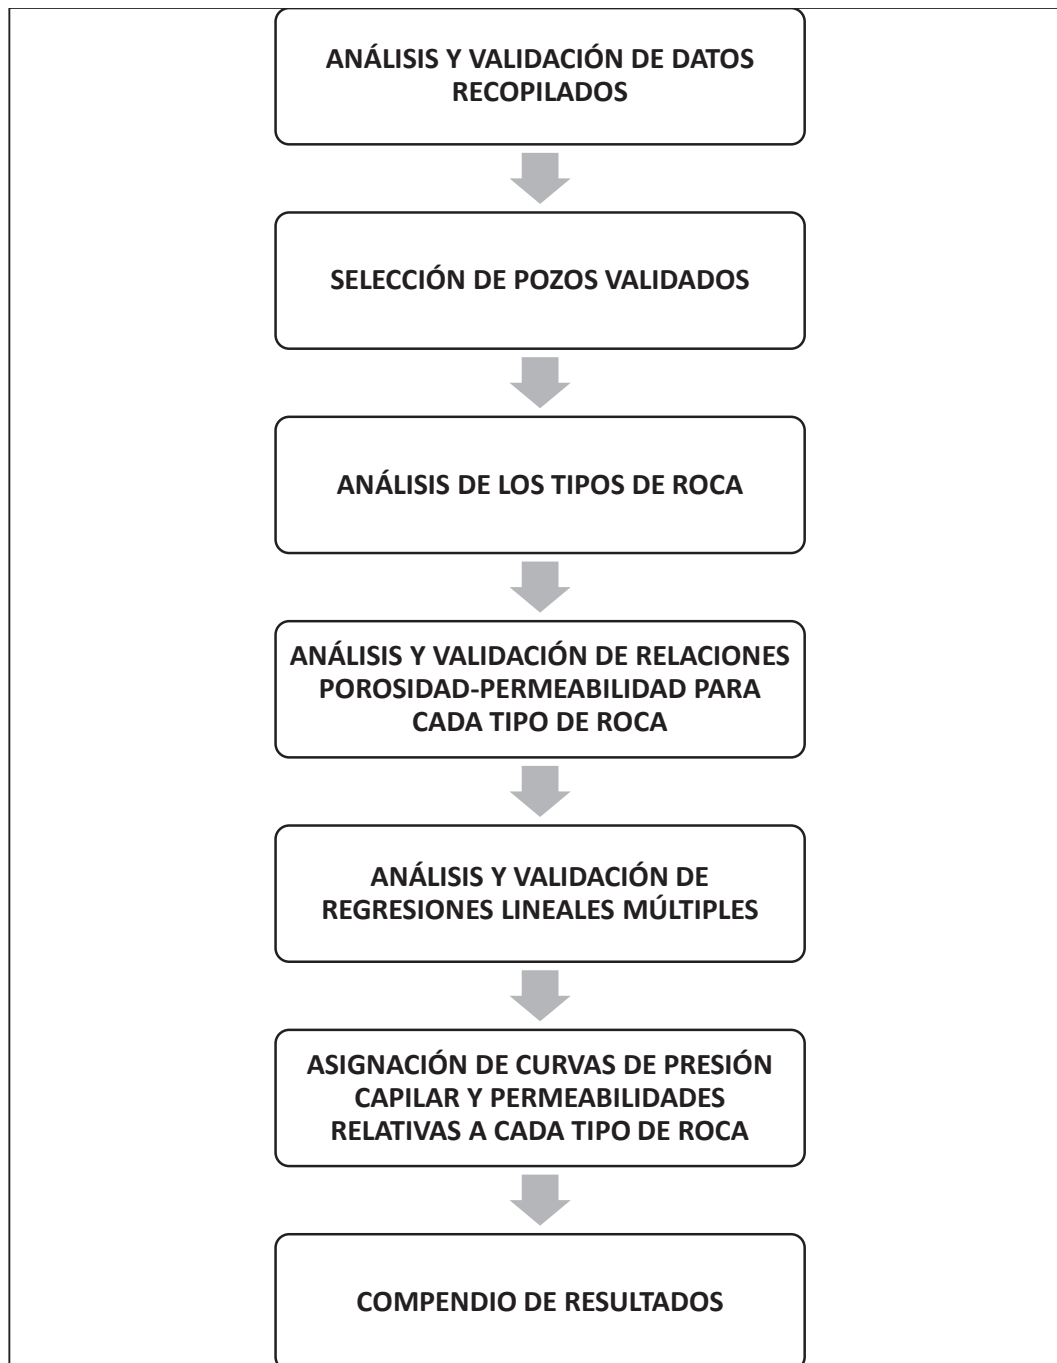 ANÁLISIS Y VALIDACIÓN DE DATOS
RECOPILADOS
SELECCIÓN DE POZOS VALIDADOS
ANÁLISIS DE LOS TIPOS DE ROCA
ANÁLISIS Y VALIDACIÓN DE RELACIONES
POROSIDAD-PERMEABILIDAD PARA
CADA TIPO DE ROCA
ANÁLISIS Y VALIDACIÓN DE
REGRESIONES LINEALES MÚLTIPLES
ASIGNACIÓN DE CURVAS DE PRESIÓN
CAPILAR Y PERMEABILIDADES
RELATIVAS A CADA TIPO DE ROCA
COMPENDIO DE RESULTADOS